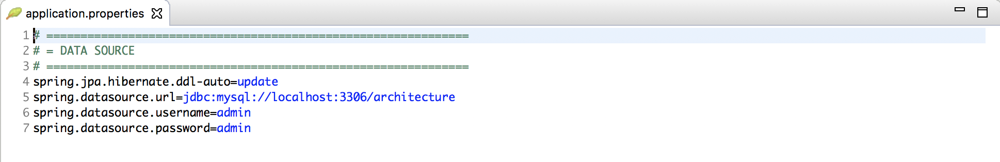 application.properties
1 # ==============================================================
2 # = DATA SOURCE
3 # ==============================================================
4 spring.jpa.hibernate.ddl-auto=update
5 spring.datasource.url=jdbc:mysql://localhost:3306/architecture
6 spring.datasource.username=admin
7 spring.datasource.password=admin